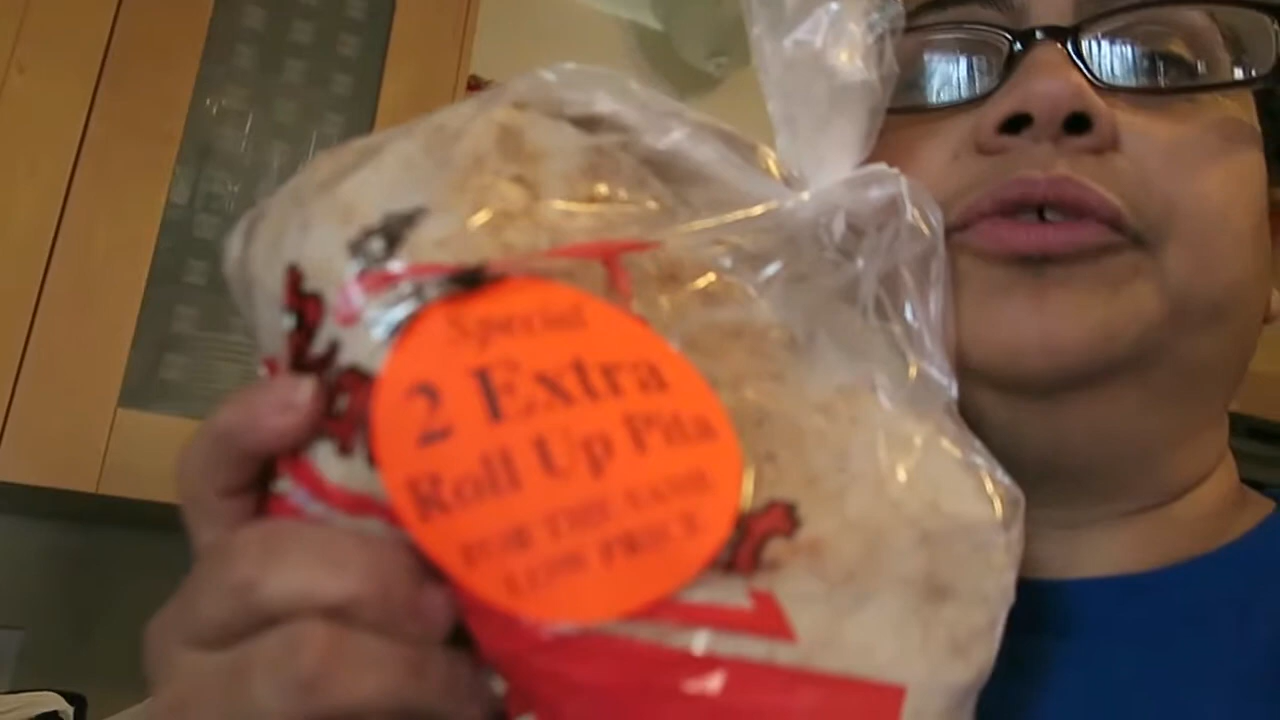 Special
2 Extra
Roll Up Pita
FOR THE SAME
LOW PRICE